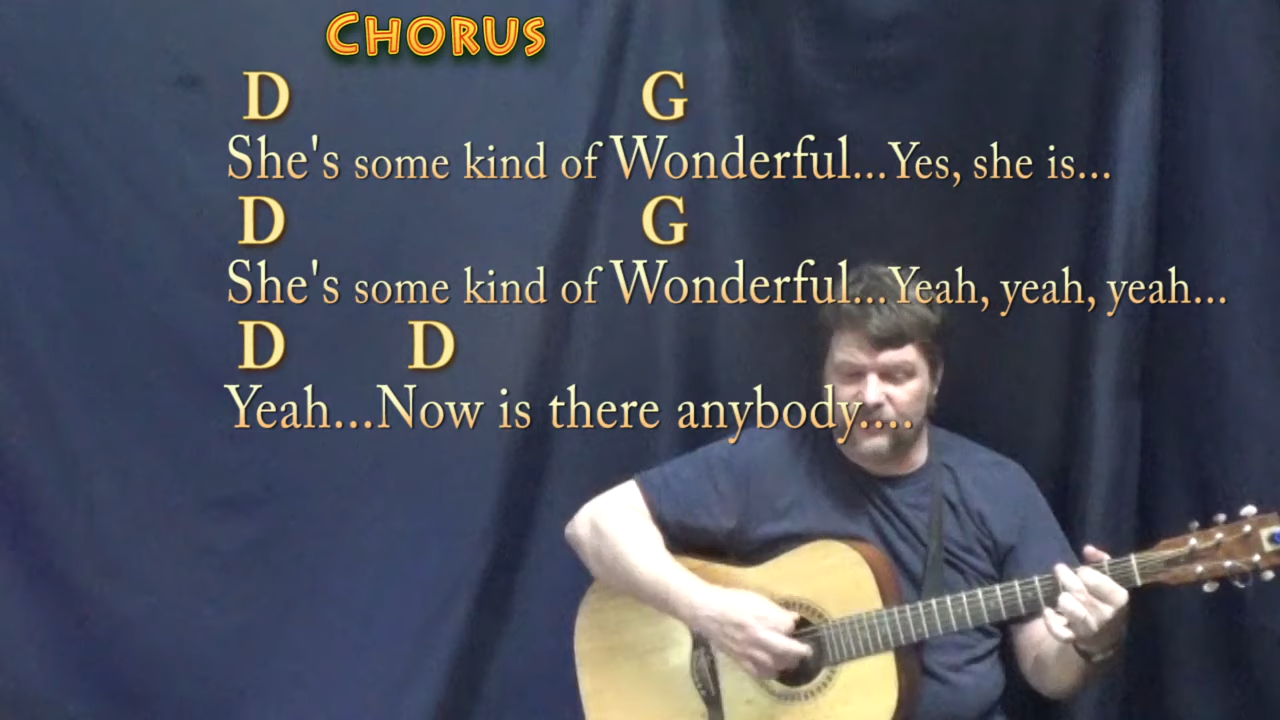 CHORUS
D G
She's some kind of Wonderful...Yes, she is...
D G
She's some kind of Wonderful...Yeah, yeah, yeah...
D D
Yeah...Now is there anybody....